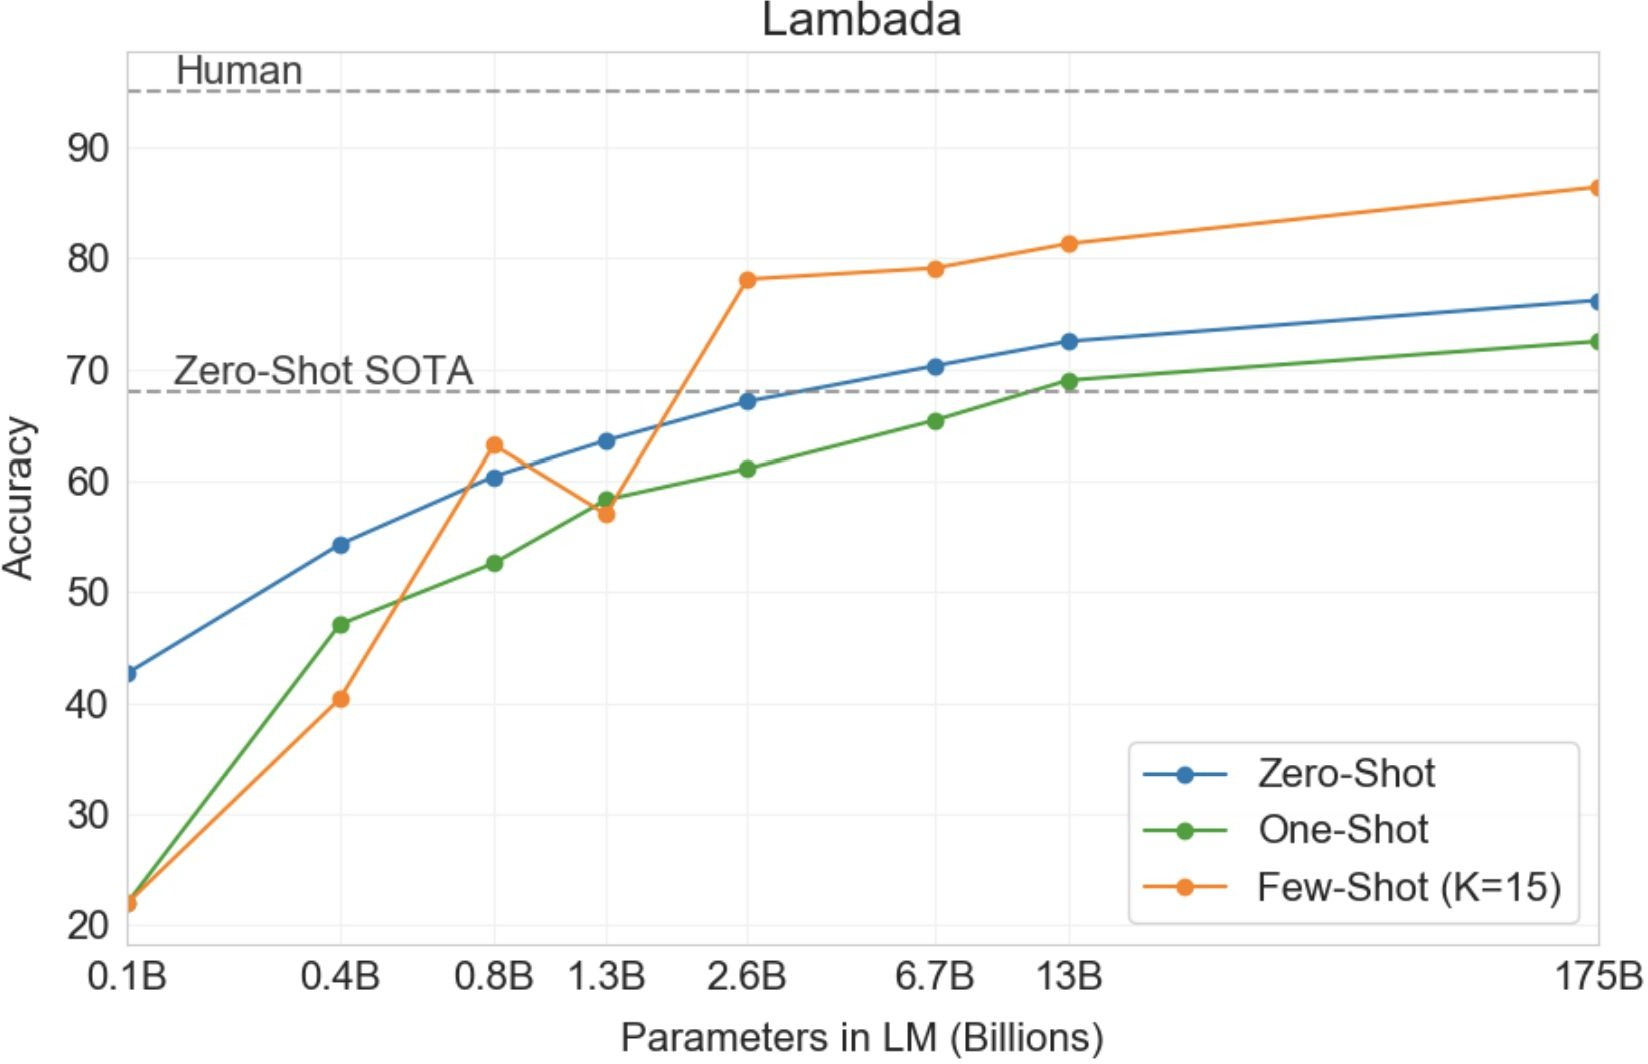 Lambada
Human
90
80
70
Zero-Shot SOTA
60
50
40
30
20
Accuracy
Zero-Shot
One-Shot
Few-Shot (K=15)
0.1B 0.4B 0.8B 1.3B 2.6B 6.7B 13B 175B
Parameters in LM (Billions)